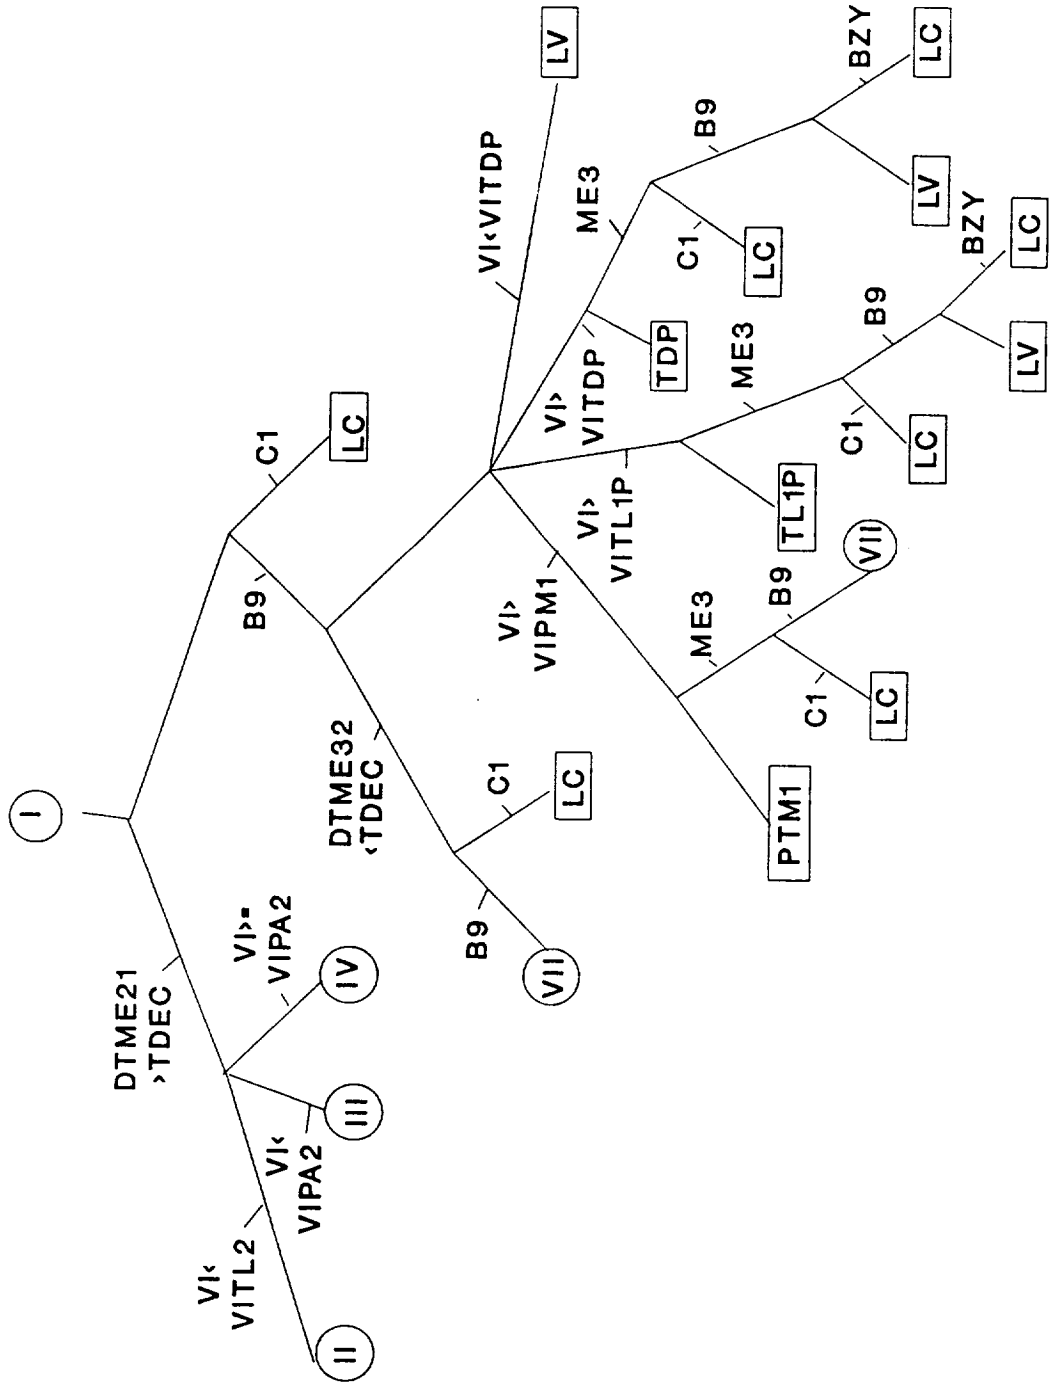 I
DTME21
>TDEC
VI<
VITL2
VI<
VIPA2
VI>=
VIPA2
II
III
IV
C1
LC
B9
DTME32
<TDEC
B9
VII
C1
LC
VI<VITDP
LV
VI>
VITDP
TDP
ME3
C1
LC
B9
LV
BZY
LC
VI>
VITL1P
TL1P
ME3
C1
LC
B9
LV
BZY
LC
VI>
VIPM1
PTM1
ME3
C1
LC
B9
VII